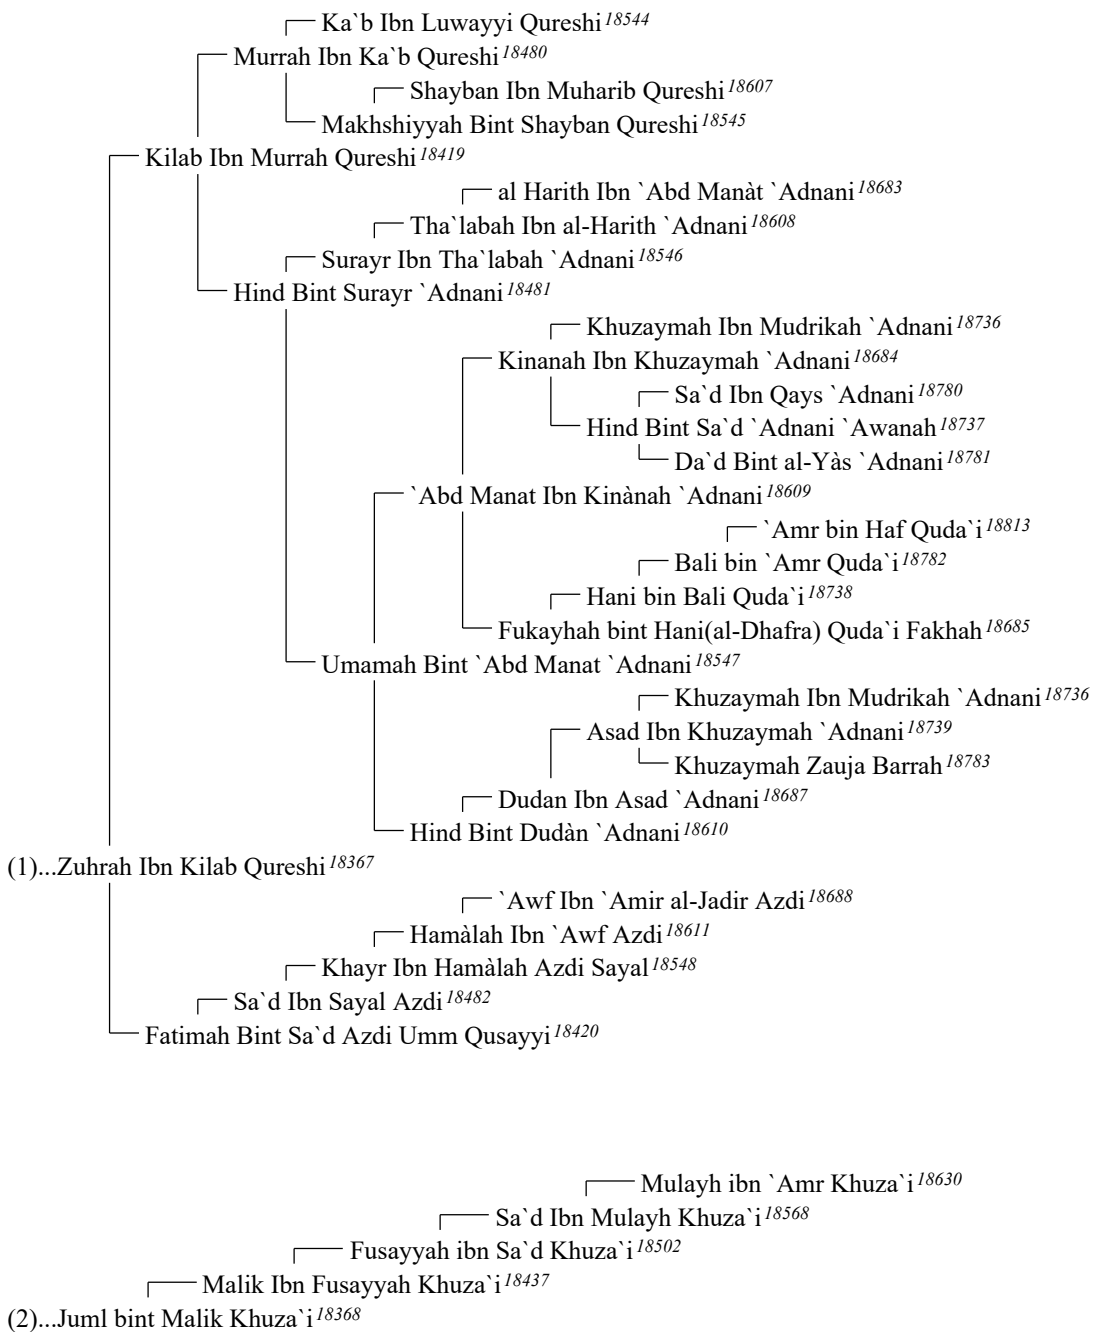 Ka`b Ibn Luwayyi Qureshi 18544
Murrah Ibn Ka`b Qureshi 18480
Shayban Ibn Muharib Qureshi 18607
Makhshiyyah Bint Shayban Qureshi 18545
Kilab Ibn Murrah Qureshi 18419
al Harith Ibn `Abd Manàt `Adnani 18683
Tha`labah Ibn al-Harith `Adnani 18608
Surayr Ibn Tha`labah `Adnani 18546
Hind Bint Surayr `Adnani 18481
Khuzaymah Ibn Mudrikah `Adnani 18736
Kinanah Ibn Khuzaymah `Adnani 18684
Sa`d Ibn Qays `Adnani 18780
Hind Bint Sa`d `Adnani `Awanah 18737
Da`d Bint al-Yàs `Adnani 18781
`Abd Manat Ibn Kinànah `Adnani 18609
`Amr bin Haf Quda`i 18813
Bali bin `Amr Quda`i 18782
Hani bin Bali Quda`i 18738
Fukayhah bint Hani(al-Dhafra) Quda`i Fakhah 18685
Umamah Bint `Abd Manat `Adnani 18547
Khuzaymah Ibn Mudrikah `Adnani 18736
Asad Ibn Khuzaymah `Adnani 18739
Khuzaymah Zauja Barrah 18783
Dudan Ibn Asad `Adnani 18687
Hind Bint Dudàn `Adnani 18610
(1)...Zuhrah Ibn Kilab Qureshi 18367
`Awf Ibn `Amir al-Jadir Azdi 18688
Hamàlah Ibn `Awf Azdi 18611
Khayr Ibn Hamàlah Azdi Sayal 18548
Sa`d Ibn Sayal Azdi 18482
Fatimah Bint Sa`d Azdi Umm Qusayyi 18420
Mulayh ibn `Amr Khuza`i 18630
Sa`d Ibn Mulayh Khuza`i 18568
Fusayyah ibn Sa`d Khuza`i 18502
Malik Ibn Fusayyah Khuza`i 18437
(2)...Juml bint Malik Khuza`i 18368